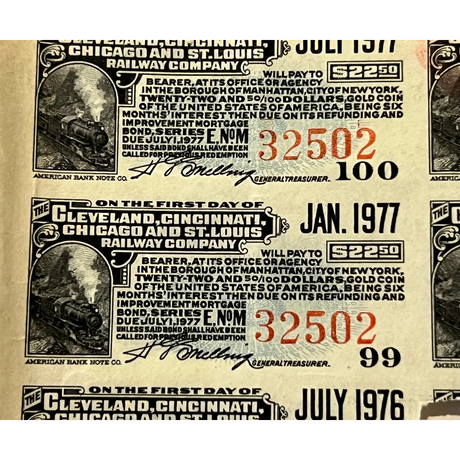 CLEVELAND, CINCINNATI,
CHICAGO AND ST. LOUIS
RAILWAY COMPANY
JULY 1977
WILL PAY TO
$22.50
BEARER, AT ITS OFFICE OR AGENCY
IN THE BOROUGH OF MANHATTAN, CITY OF NEW YORK,
TWENTY-TWO AND 50/100 DOLLARS, GOLD COIN
OF THE UNITED STATES OF AMERICA, BEING SIX
MONTHS' INTEREST THEN DUE ON ITS REFUNDING AND
IMPROVEMENT MORTGAGE
BOND, SERIES E, NO M
DUE JULY 1, 1977
UNLESS SAID BOND SHALL HAVE BEEN
CALLED FOR PREVIOUS REDEMPTION
32502
AMERICAN BANK NOTE CO.
GENERAL TREASURER.
100
ON THE FIRST DAY OF
THE CLEVELAND, CINCINNATI,
CHICAGO AND ST. LOUIS
RAILWAY COMPANY
JAN. 1977
WILL PAY TO
$22.50
BEARER, AT ITS OFFICE OR AGENCY
IN THE BOROUGH OF MANHATTAN, CITY OF NEW YORK,
TWENTY-TWO AND 50/100 DOLLARS, GOLD COIN
OF THE UNITED STATES OF AMERICA, BEING SIX
MONTHS' INTEREST THEN DUE ON ITS REFUNDING AND
IMPROVEMENT MORTGAGE
BOND, SERIES E, NO M
DUE JULY 1, 1977
UNLESS SAID BOND SHALL HAVE BEEN
CALLED FOR PREVIOUS REDEMPTION
32502
AMERICAN BANK NOTE CO.
GENERAL TREASURER.
99
ON THE FIRST DAY OF
THE CLEVELAND, CINCINNATI,
CHICAGO AND ST. LOUIS
JULY 1976